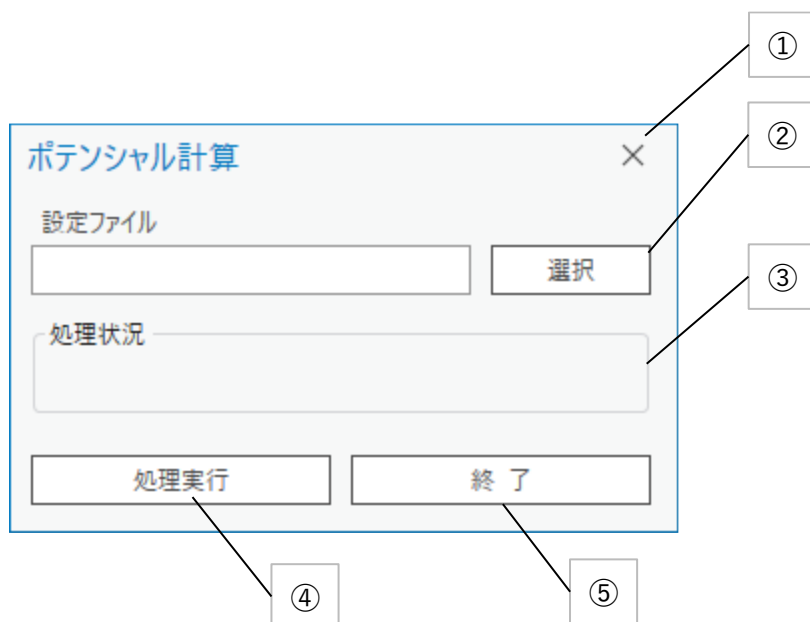 ①
②
ポテンシャル計算
設定ファイル
選択
③
処理状況
処理実行
終 了
④
⑤